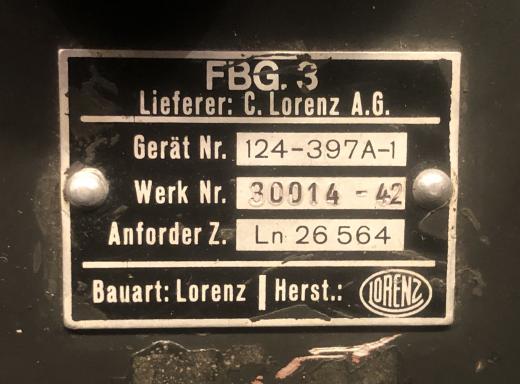 FBG. 3
Lieferer: C. Lorenz A.G.
Gerät Nr. 124-397A-1
Werk Nr. 30014-42
Anforder Z. Ln 26 564
Bauart: Lorenz | Herst.: LORENZ